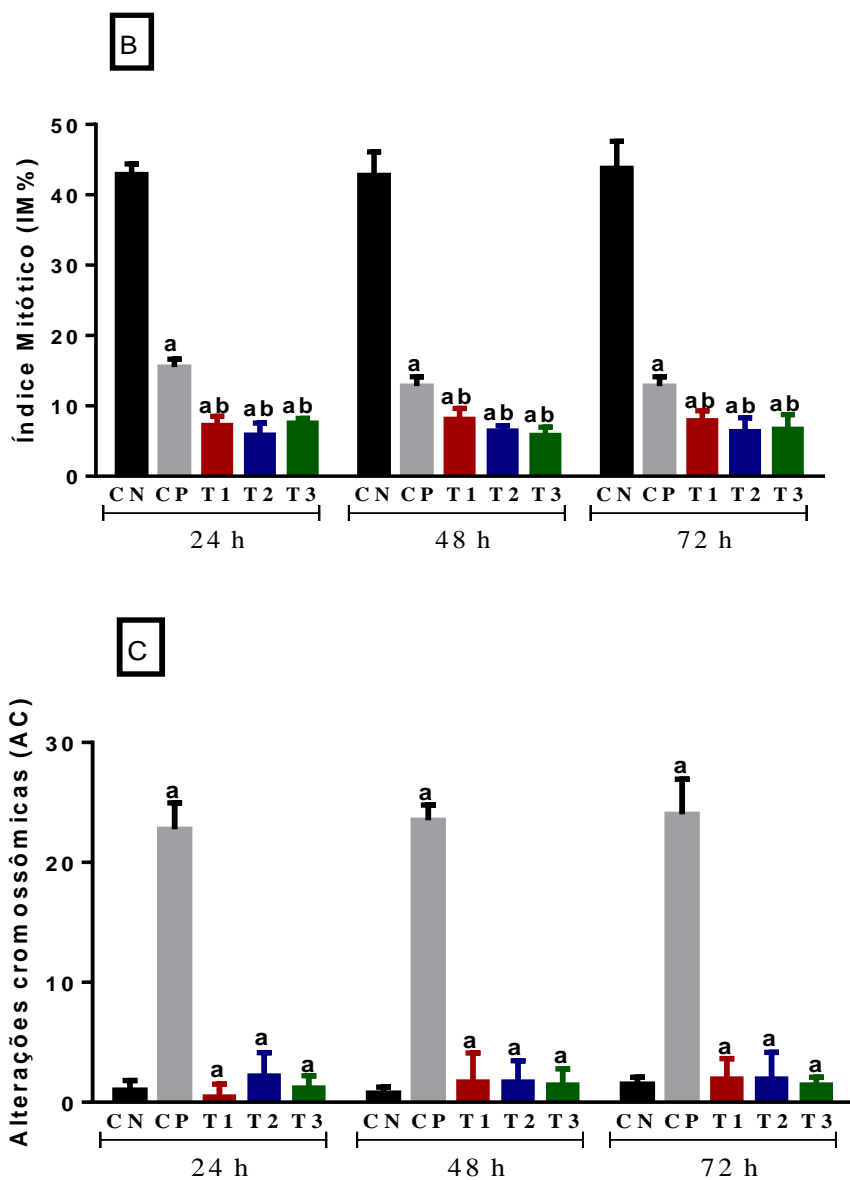 B
Índice Mitótico (IM%)
50
40
30
20
10
0
a
ab
ab
ab
a
ab
ab
ab
a
ab
ab
ab
CN CP T1 T2 T3
CN CP T1 T2 T3
CN CP T1 T2 T3
24 h
48 h
72 h
C
Alterações cromossômicas (AC)
30
20
10
0
a
a
a
a
a
a
a
a
a
a
a
a
CN CP T1 T2 T3
CN CP T1 T2 T3
CN CP T1 T2 T3
24 h
48 h
72 h